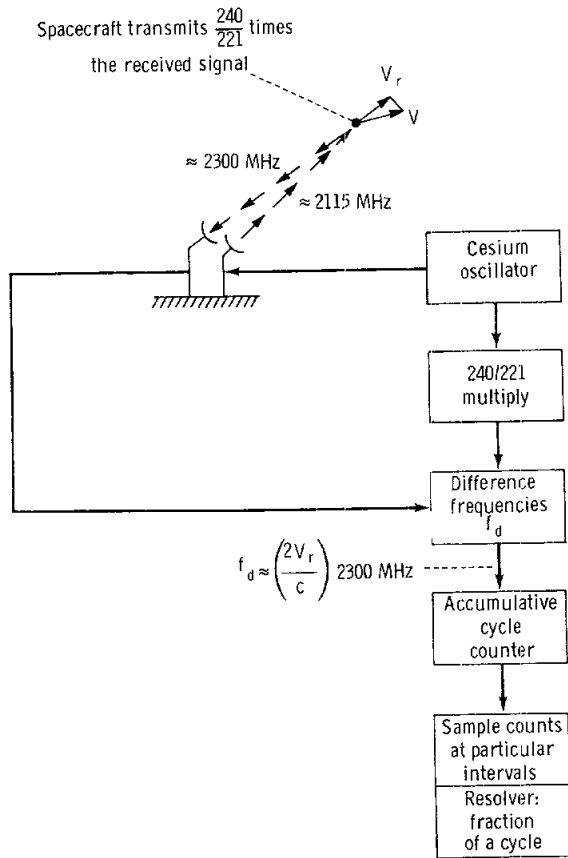 Spacecraft transmits 240/221 times
the received signal
V_r
V
≈ 2300 MHz
≈ 2115 MHz
Cesium
oscillator
240/221
multiply
Difference
frequencies
f_d
f_d ≈ (2V_r/c) 2300 MHz
Accumulative
cycle
counter
Sample counts
at particular
intervals
Resolver:
fraction
of a cycle